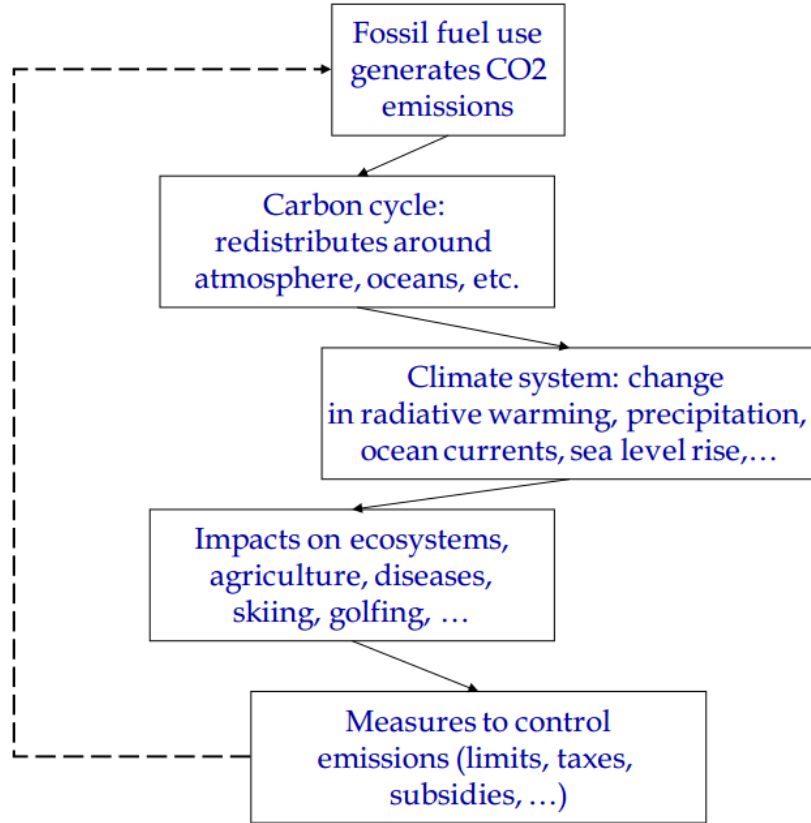 Fossil fuel use
generates CO2
emissions
Carbon cycle:
redistributes around
atmosphere, oceans, etc.
Climate system: change
in radiative warming, precipitation,
ocean currents, sea level rise,…
Impacts on ecosystems,
agriculture, diseases,
skiing, golfing, …
Measures to control
emissions (limits, taxes,
subsidies, …)